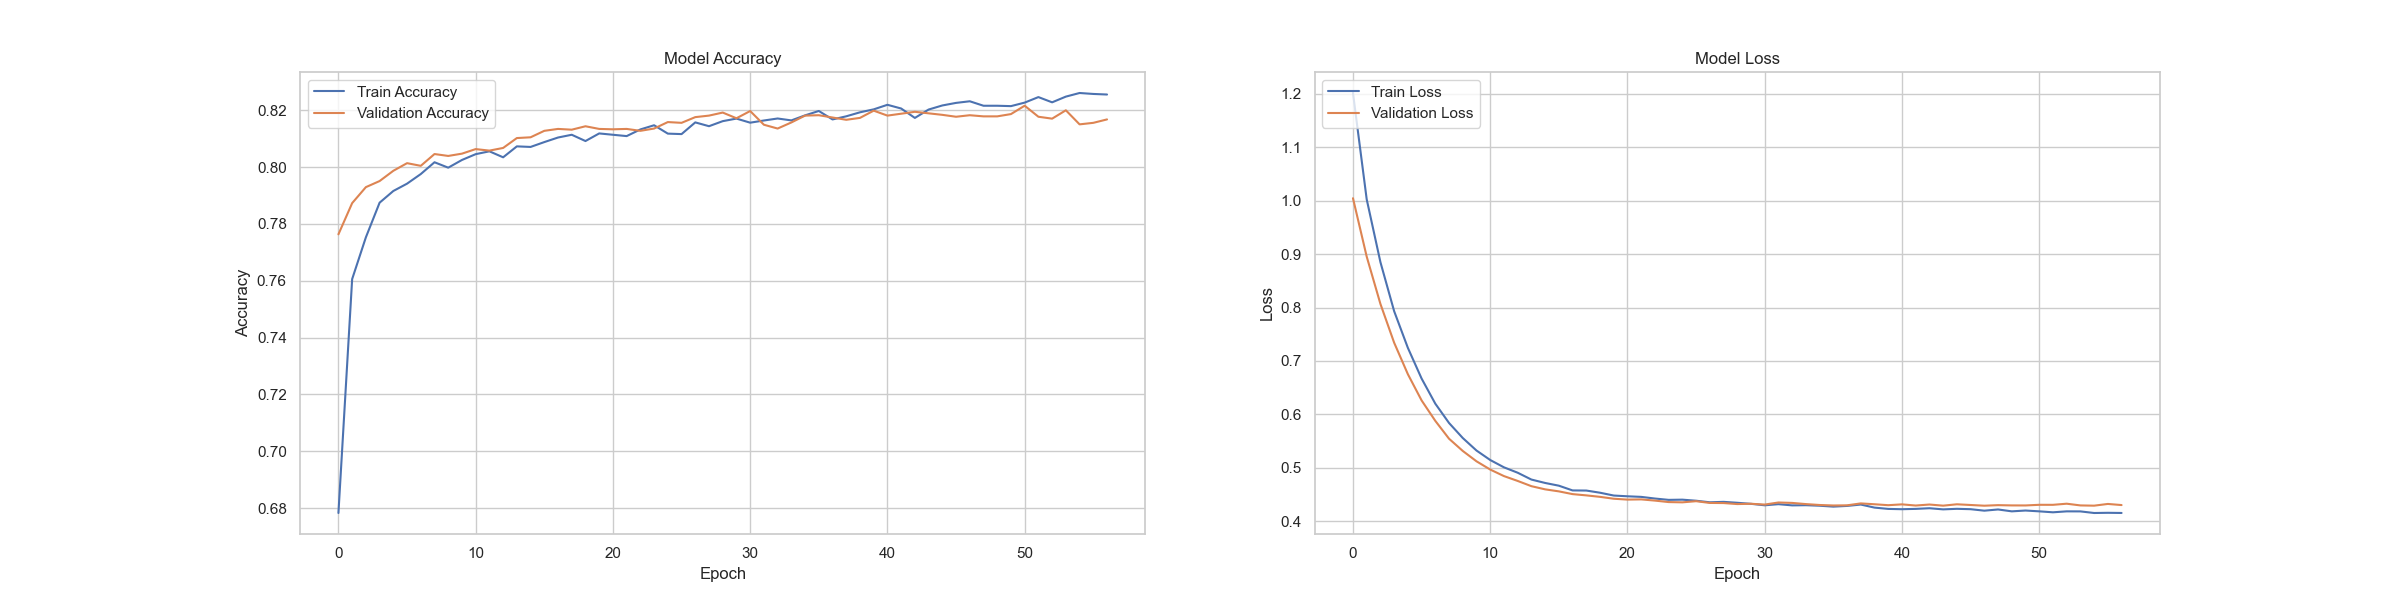 Model Accuracy
Train Accuracy
Validation Accuracy
0.82
0.80
0.78
0.76
0.74
0.72
0.70
0.68
Accuracy
0 10 20 30 40 50
Epoch
Model Loss
Train Loss
Validation Loss
1.2
1.1
1.0
0.9
0.8
0.7
0.6
0.5
0.4
Loss
0 10 20 30 40 50
Epoch